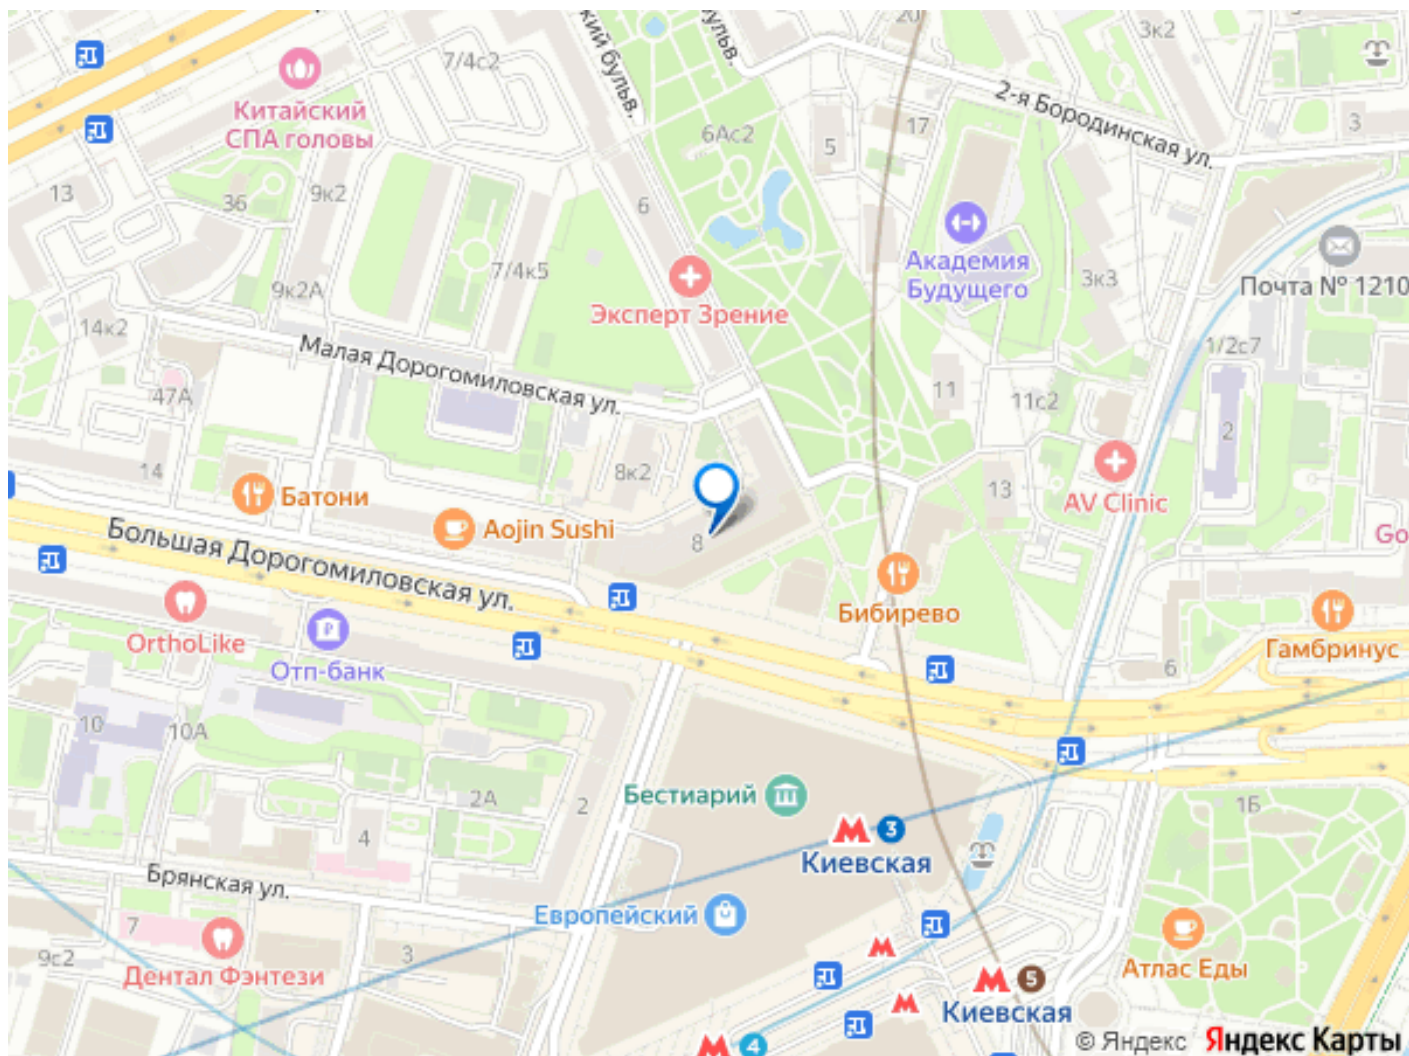 20
3к2
кий бульв.
ульв.
7/4с2
Китайский
СПА головы
2-я Бородинская ул.
17
3
6Ас2
5
13
36
9к2
6
Академия
Будущего
7/4к5
9к2А
3к3
Почта № 1210
Эксперт Зрение
14к2
1/2с7
Малая Дорогомиловская ул.
47А
11
11с2
2
14
8к2
13
Батони
AV Clinic
Aojin Sushi
8
Go
Большая Дорогомиловская ул.
Бибирево
OrthoLike
Отп-банк
Гамбринус
6
10
10А
2А
2
Бестиарий
1Б
4
3
Киевская
Брянская ул.
Европейский
7
9с2
3
Дентал Фэнтези
Атлас Еды
5
Киевская
4
© Яндекс Яндекс Карты